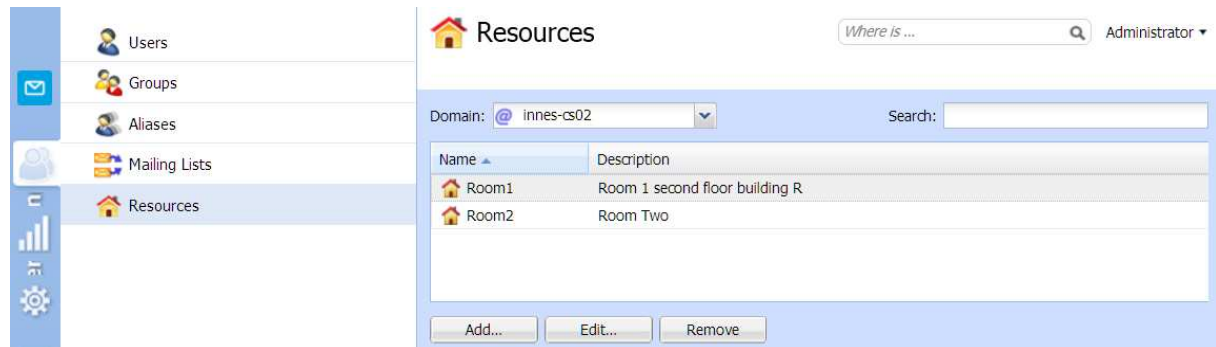 Users
Groups
Aliases
Mailing Lists
Resources
Resources
Where is ...
Administrator
Domain: @ innes-cs02
Search:
Name
Description
Room1
Room 1 second floor building R
Room2
Room Two
Add...
Edit...
Remove